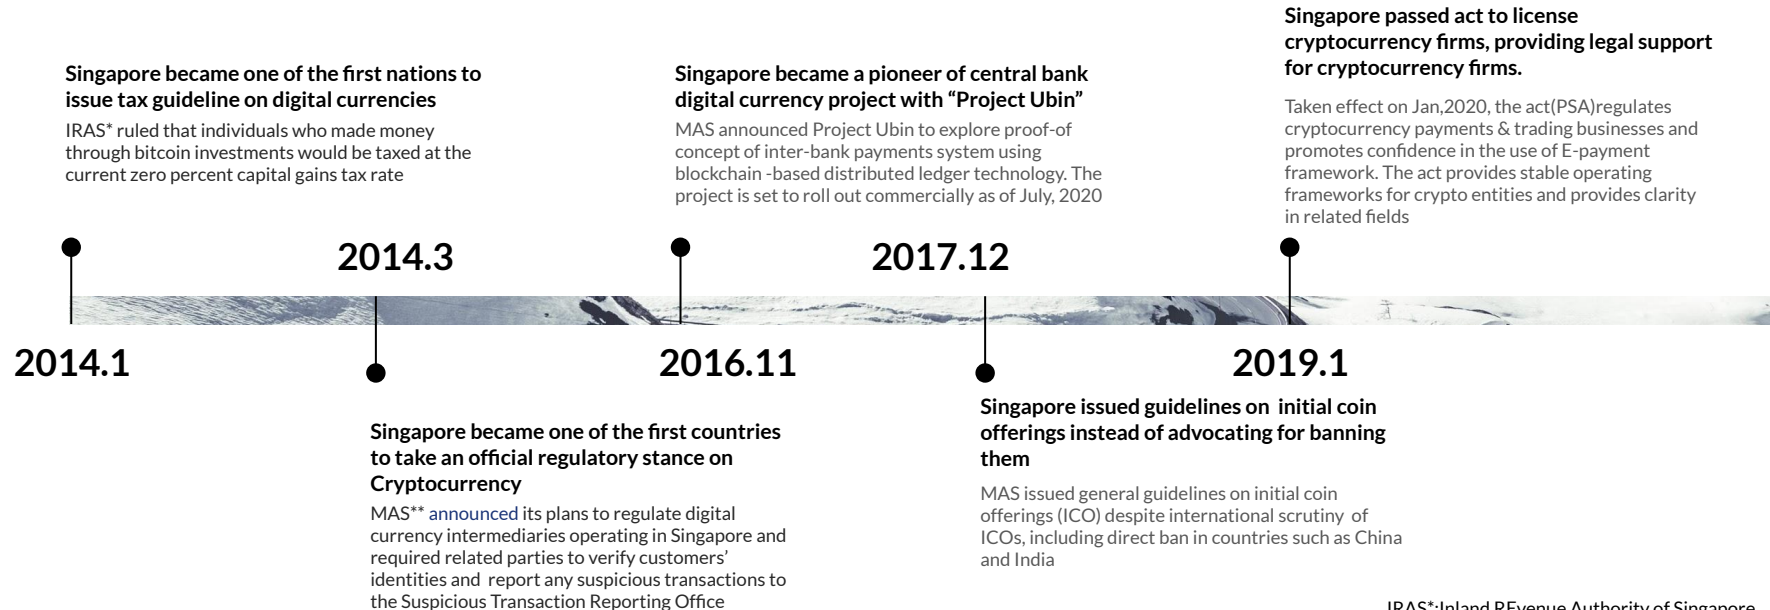 Singapore became one of the first nations to
issue tax guideline on digital currencies
IRAS* ruled that individuals who made money
through bitcoin investments would be taxed at the
current zero percent capital gains tax rate
2014.1
2014.3
Singapore became one of the first countries
to take an official regulatory stance on
Cryptocurrency
MAS** announced its plans to regulate digital
currency intermediaries operating in Singapore and
required related parties to verify customers’
identities and report any suspicious transactions to
the Suspicious Transaction Reporting Office
Singapore became a pioneer of central bank
digital currency project with “Project Ubin”
MAS announced Project Ubin to explore proof-of
concept of inter-bank payments system using
blockchain -based distributed ledger technology. The
project is set to roll out commercially as of July, 2020
2016.11
2017.12
Singapore issued guidelines on initial coin
offerings instead of advocating for banning
them
MAS issued general guidelines on initial coin
offerings (ICO) despite international scrutiny of
ICOs, including direct ban in countries such as China
and India
Singapore passed act to license
cryptocurrency firms, providing legal support
for cryptocurrency firms.
Taken effect on Jan,2020, the act(PSA)regulates
cryptocurrency payments & trading businesses and
promotes confidence in the use of E-payment
framework. The act provides stable operating
frameworks for crypto entities and provides clarity
in related fields
2019.1
IRAS*:Inland REvenue Authority of Singapore